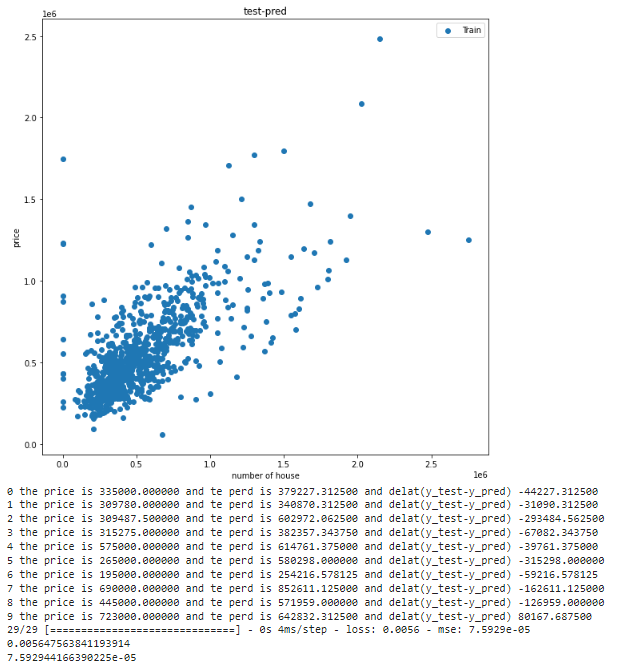 test-pred
1e6
Train
2.5
2.0
1.5
1.0
0.5
0.0
price
0.0 0.5 1.0 1.5 2.0 2.5
number of house
1e6
0 the price is 335000.000000 and te perd is 379227.312500 and delat(y_test-y_pred) -44227.312500
1 the price is 309780.000000 and te perd is 340870.312500 and delat(y_test-y_pred) -31090.312500
2 the price is 309487.500000 and te perd is 602972.062500 and delat(y_test-y_pred) -293484.562500
3 the price is 315275.000000 and te perd is 382357.343750 and delat(y_test-y_pred) -67082.343750
4 the price is 575000.000000 and te perd is 614761.375000 and delat(y_test-y_pred) -39761.375000
5 the price is 265000.000000 and te perd is 580298.000000 and delat(y_test-y_pred) -315298.000000
6 the price is 195000.000000 and te perd is 254216.578125 and delat(y_test-y_pred) -59216.578125
7 the price is 690000.000000 and te perd is 852611.125000 and delat(y_test-y_pred) -162611.125000
8 the price is 445000.000000 and te perd is 571959.000000 and delat(y_test-y_pred) -126959.000000
9 the price is 723000.000000 and te perd is 642832.312500 and delat(y_test-y_pred) 80167.687500
29/29 [==============================] - 0s 4ms/step - loss: 0.0056 - mse: 7.5929e-05
0.005647563841193914
7.592944166390225e-05